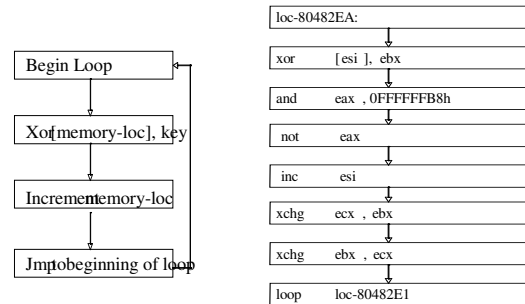 Begin Loop
Xor[memory-loc], key
Incrementmemory-loc
Jmptobeginning of loop
loc-80482EA:
xor [esi], ebx
and eax , 0FFFFFFB8h
not eax
inc esi
xchg ecx , ebx
xchg ebx , ecx
loop loc-80482E1